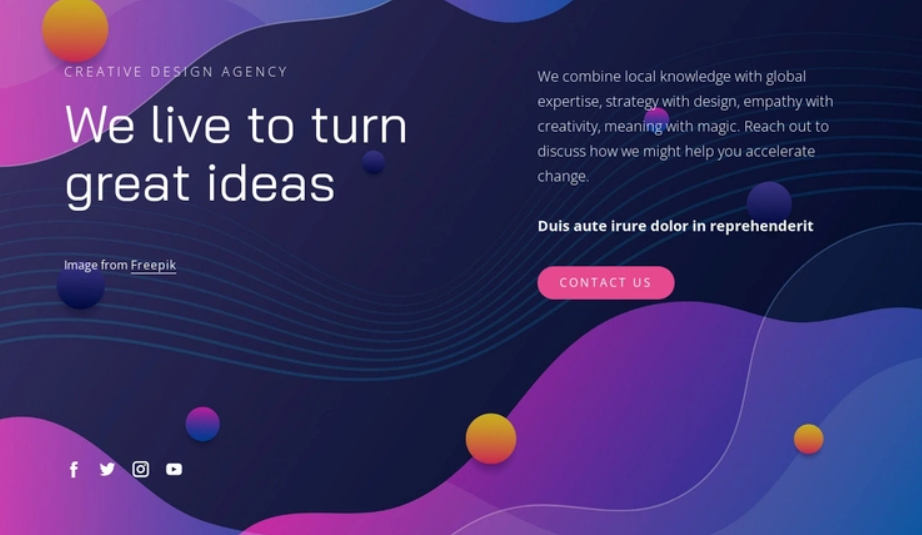 CREATIVE DESIGN AGENCY
We live to turn
great ideas
Image from Freepik
We combine local knowledge with global
expertise, strategy with design, empathy with
creativity, meaning with magic. Reach out to
discuss how we might help you accelerate
change.
Duis aute irure dolor in reprehenderit
CONTACT US